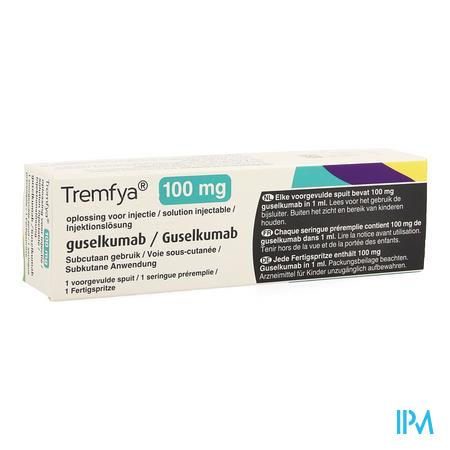 Tremfya® 100 mg
oplossing voor injectie / solution injectable /
Injektionslösung
guselkumab / Guselkumab
Subcutaan gebruik / Voie sous-cutanée /
Subkutane Anwendung
1 voorgevulde spuit / 1 seringue préremplie /
1 Fertigspritze
NL Elke voorgevulde spuit bevat 100 mg
guselkumab in 1 ml. Lees voor het gebruik de
bijsluiter. Buiten het zicht en bereik van kinderen
houden.
FR Chaque seringue préremplie contient 100 mg de
guselkumab dans 1 ml. Lire la notice avant utilisation.
Tenir hors de la vue et de la portée des enfants.
DE Jede Fertigspritze enthält 100 mg
Guselkumab in 1 ml. Packungsbeilage beachten.
Arzneimittel für Kinder unzugänglich aufbewahren.
Tremfya® 100 mg
IPM